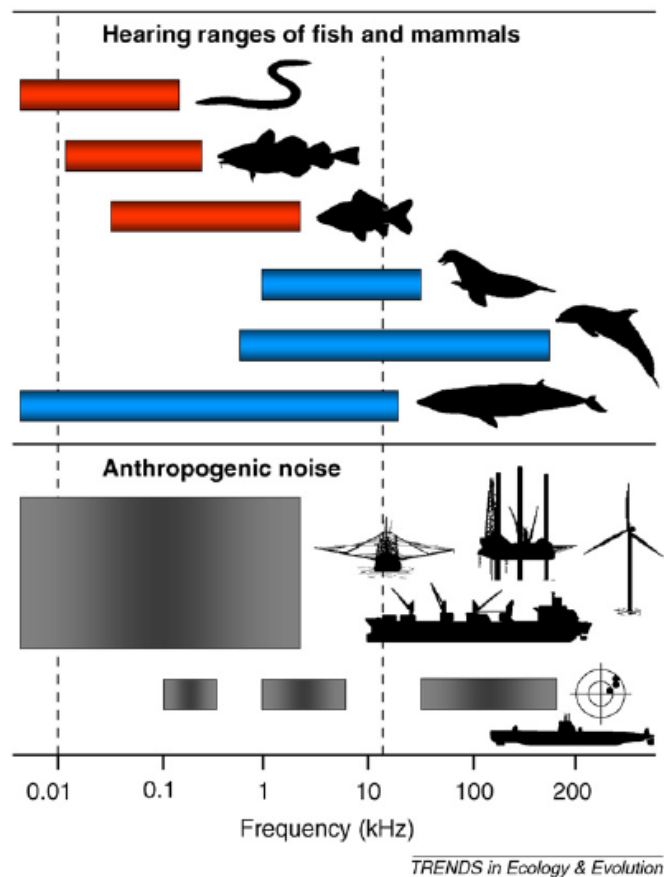 Hearing ranges of fish and mammals
Anthropogenic noise
0.01 0.1 1 10 100 200
Frequency (kHz)
TRENDS in Ecology & Evolution